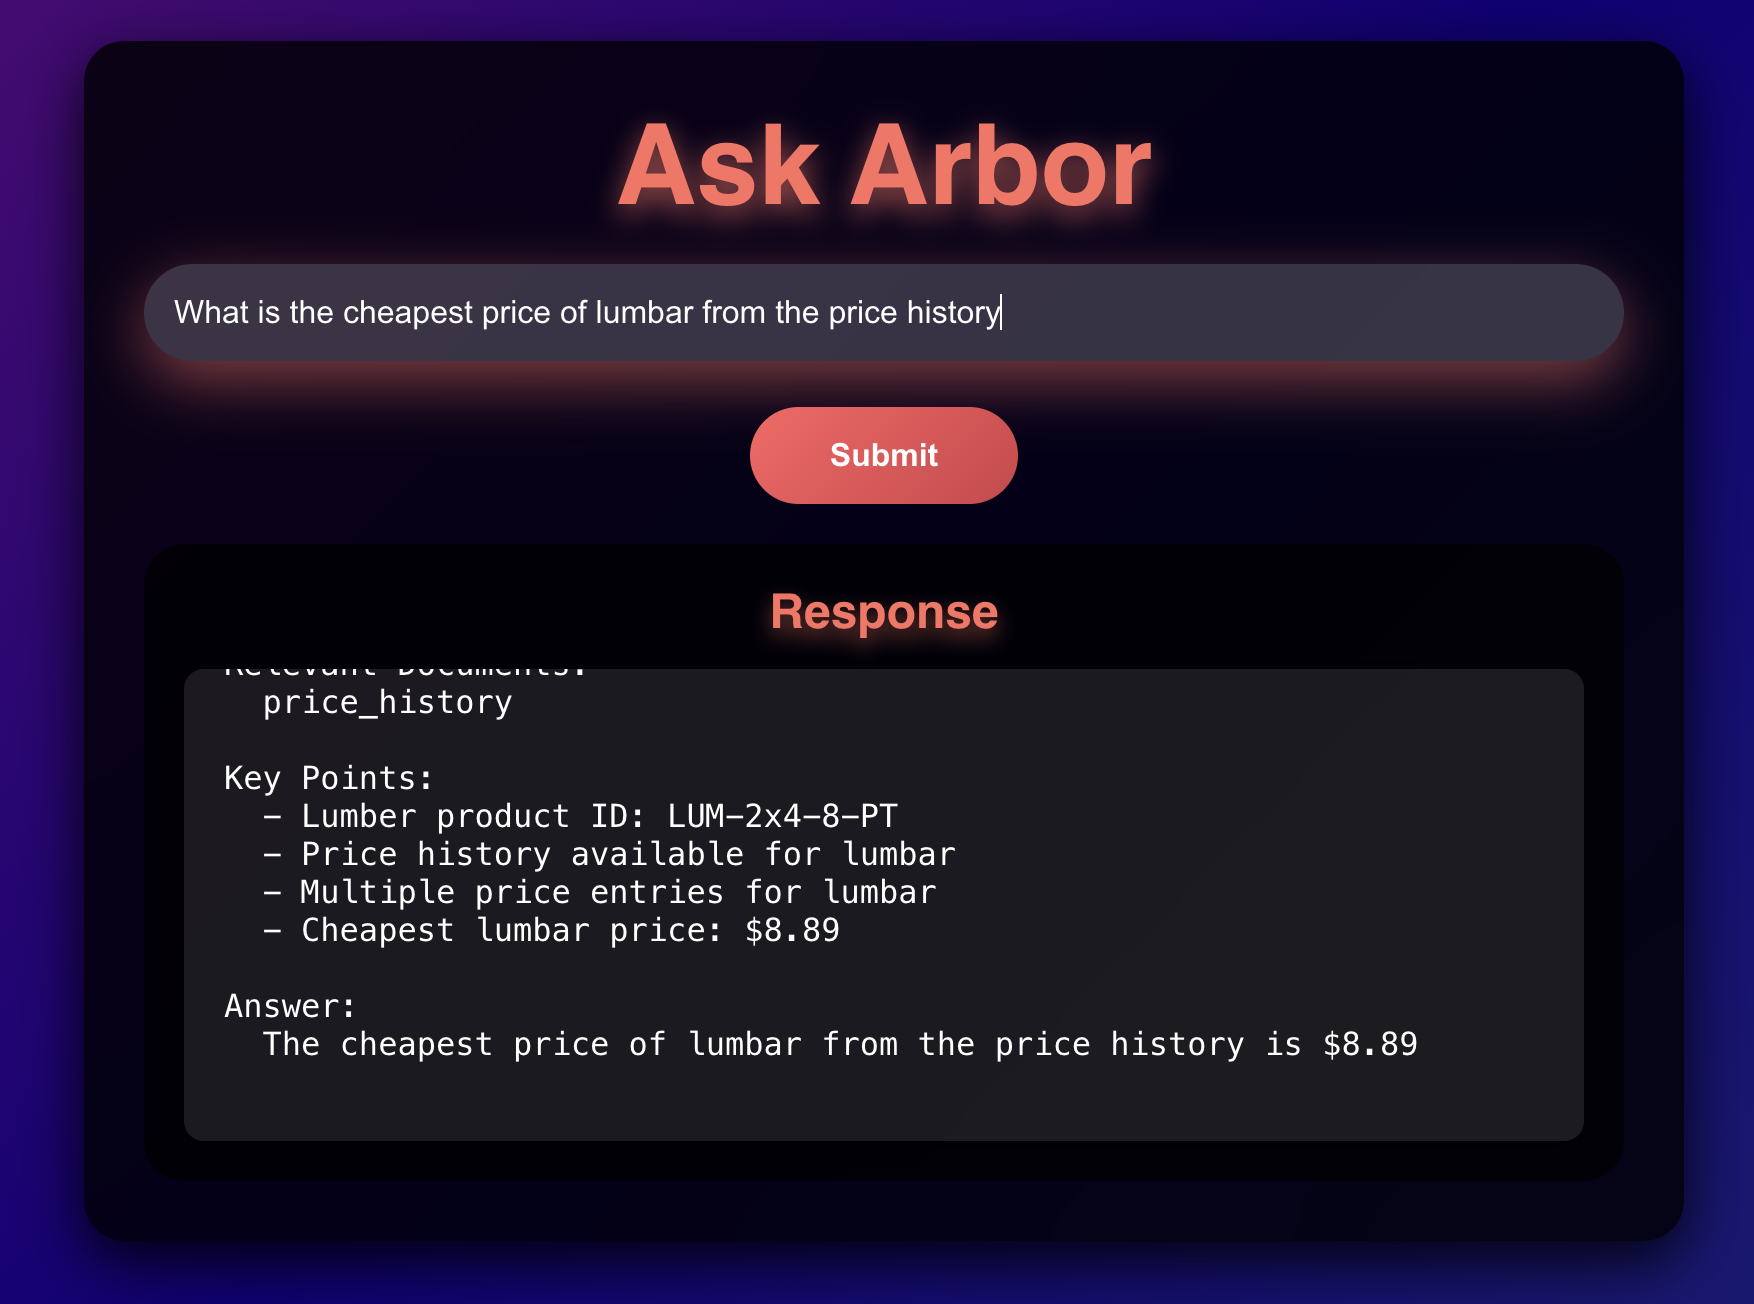 Ask Arbor
What is the cheapest price of lumbar from the price history
Submit
Response
Relevant Documents:
price_history
Key Points:
– Lumber product ID: LUM–2x4–8–PT
– Price history available for lumbar
– Multiple price entries for lumbar
– Cheapest lumbar price: $8.89
Answer:
The cheapest price of lumbar from the price history is $8.89